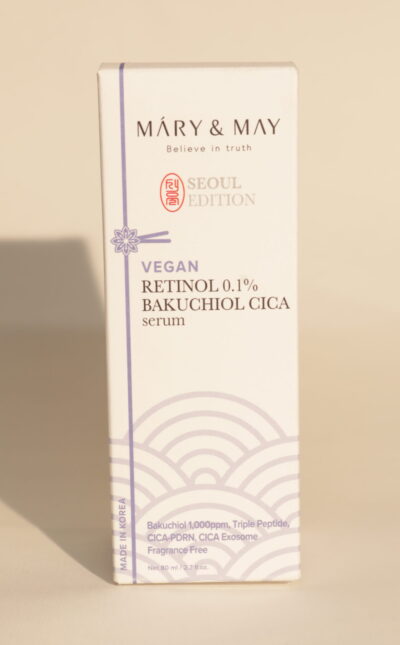 MÁRY & MAY
Believe in truth
SEOUL
EDITION
VEGAN
RETINOL 0.1%
BAKUCHIOL CICA
serum
Bakuchiol 1,000ppm, Triple Peptide,
CICA-PDRN, CICA Exosome
Fragrance Free
MADE IN KOREA